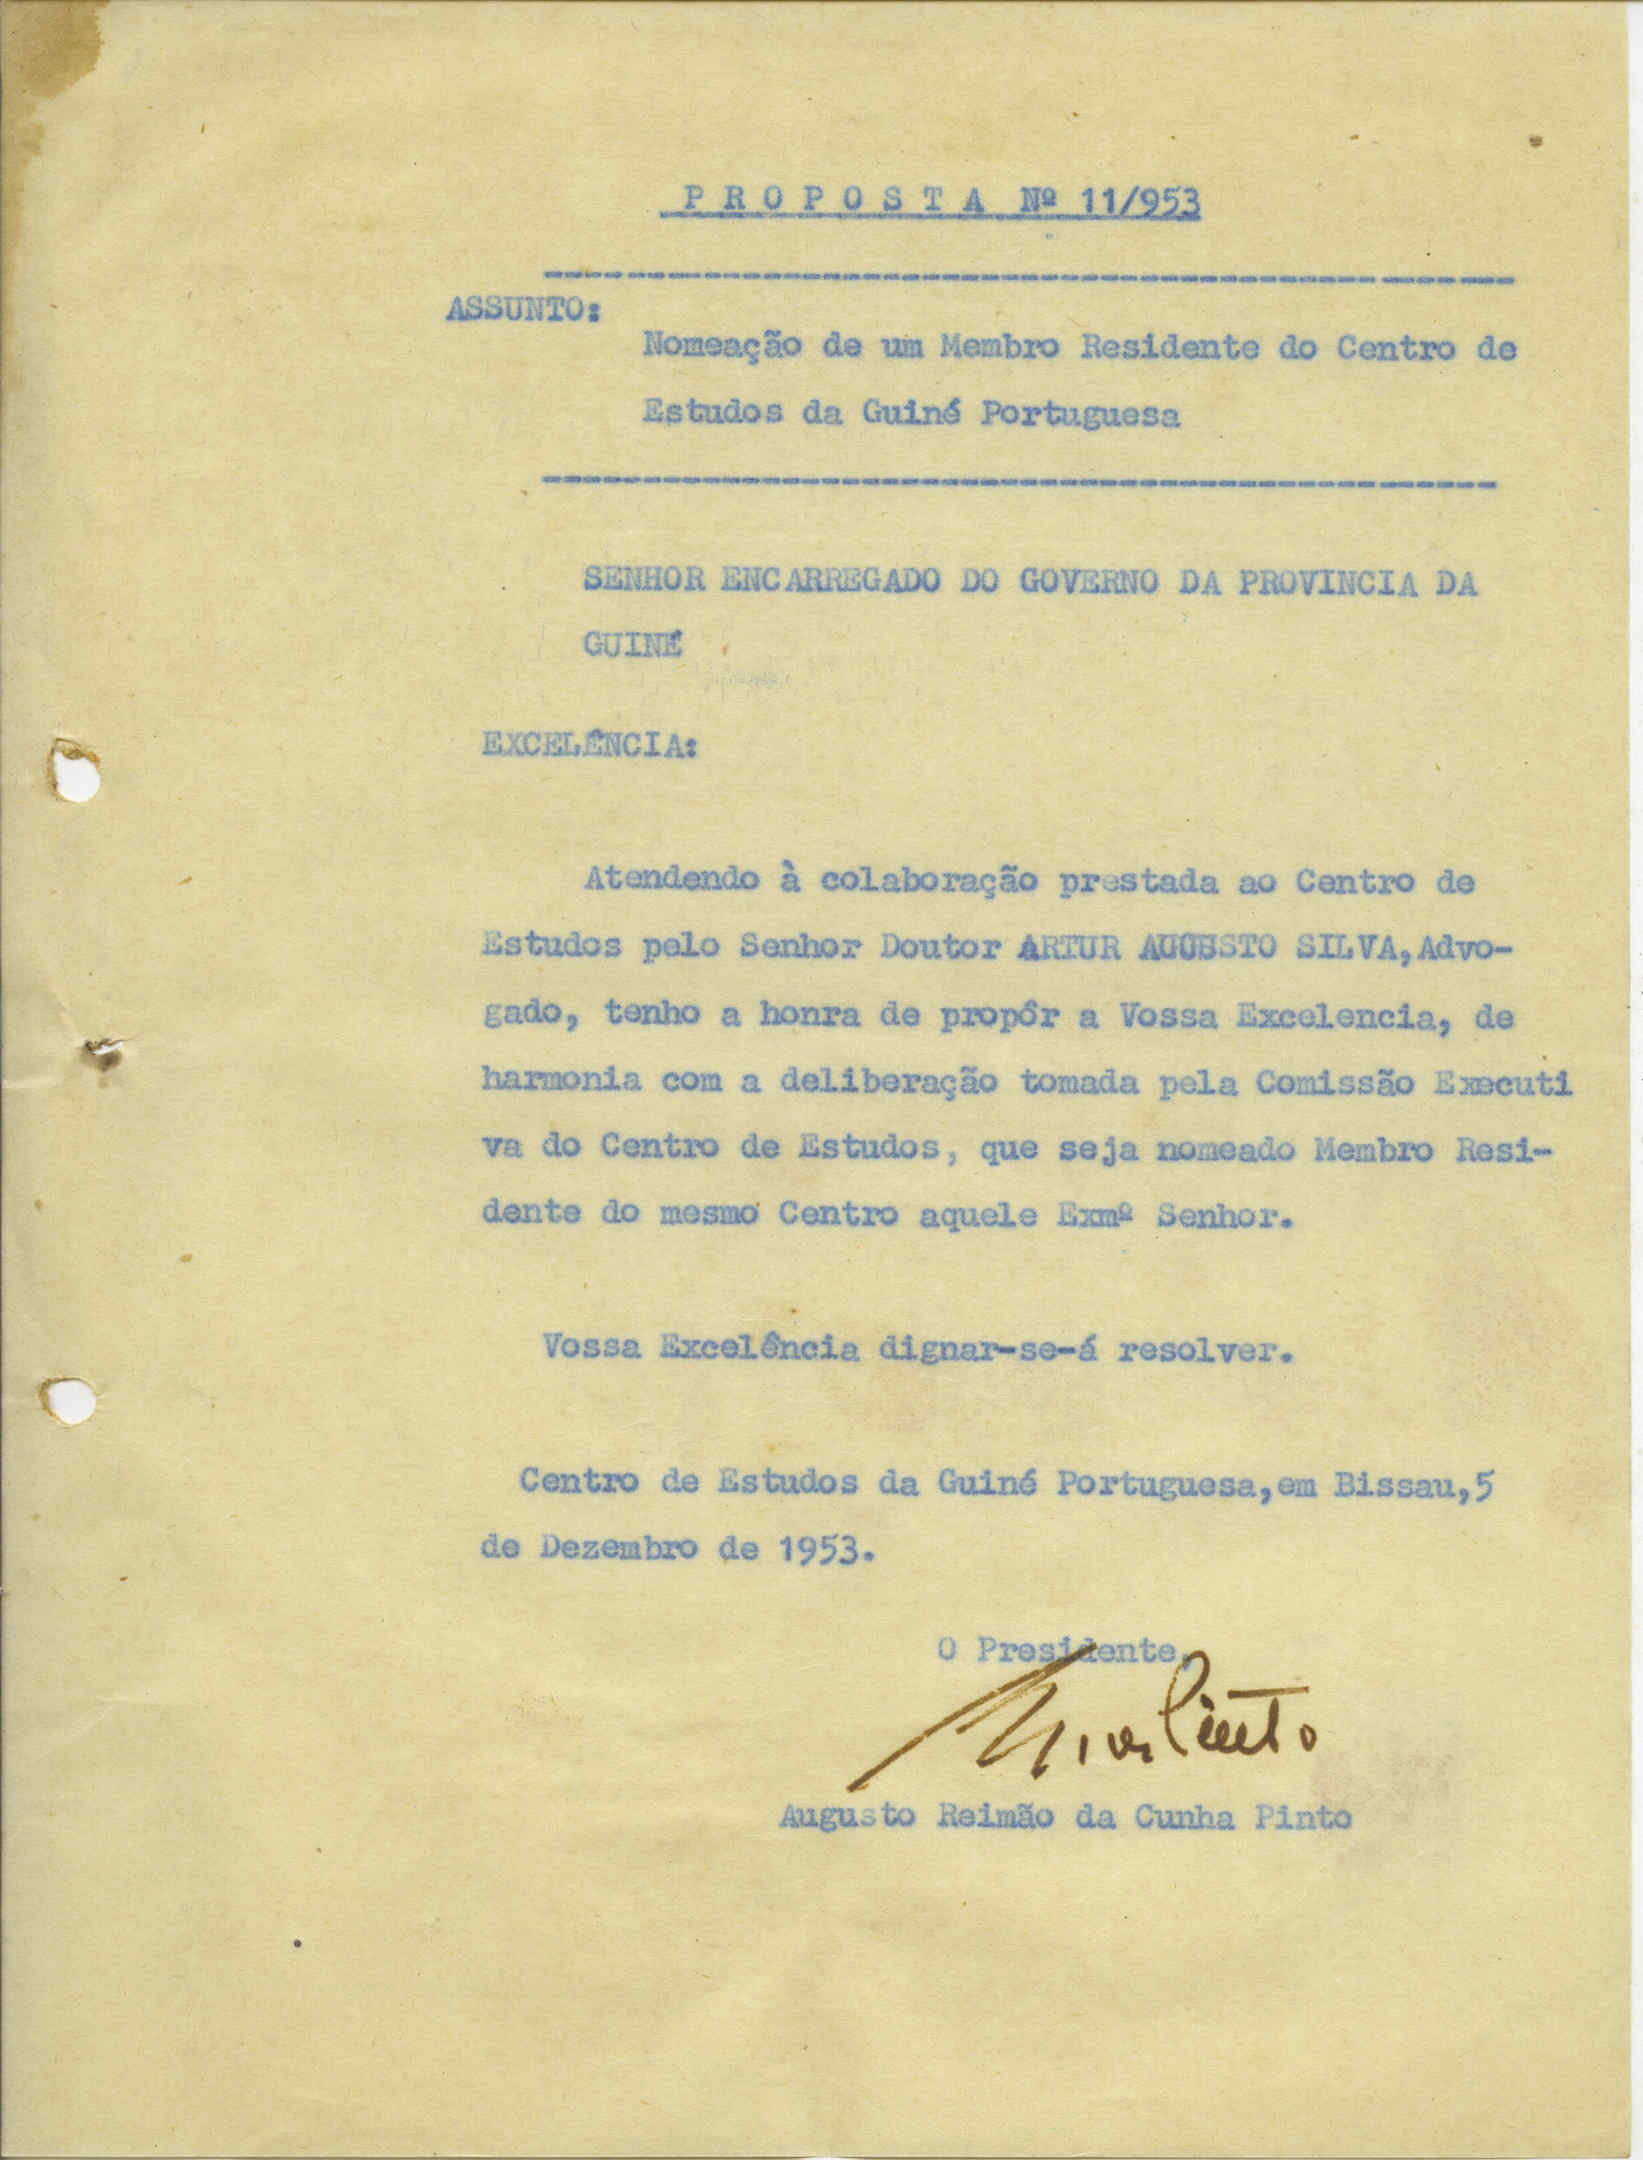 P R O P O S T A Nº 11/953
ASSUNTO:
Nomeação de um Membro Residente do Centro de
Estudos da Guiné Portuguesa
SENHOR ENCARREGADO DO GOVERNO DA PROVINCIA DA
GUINÉ
EXCELÊNCIA:
Atendendo à colaboração prestada ao Centro de
Estudos pelo Senhor Doutor ARTUR AUGUSTO SILVA, Advo-
gado, tenho a honra de propôr a Vossa Excelencia, de
harmonia com a deliberação tomada pela Comissão Executi
va do Centro de Estudos, que seja nomeado Membro Resi-
dente do mesmo Centro aquele Exmº Senhor.
Vossa Excelência dignar-se-á resolver.
Centro de Estudos da Guiné Portuguesa, em Bissau, 5
de Dezembro de 1953.
O Presidente,
Augusto Reimão da Cunha Pinto